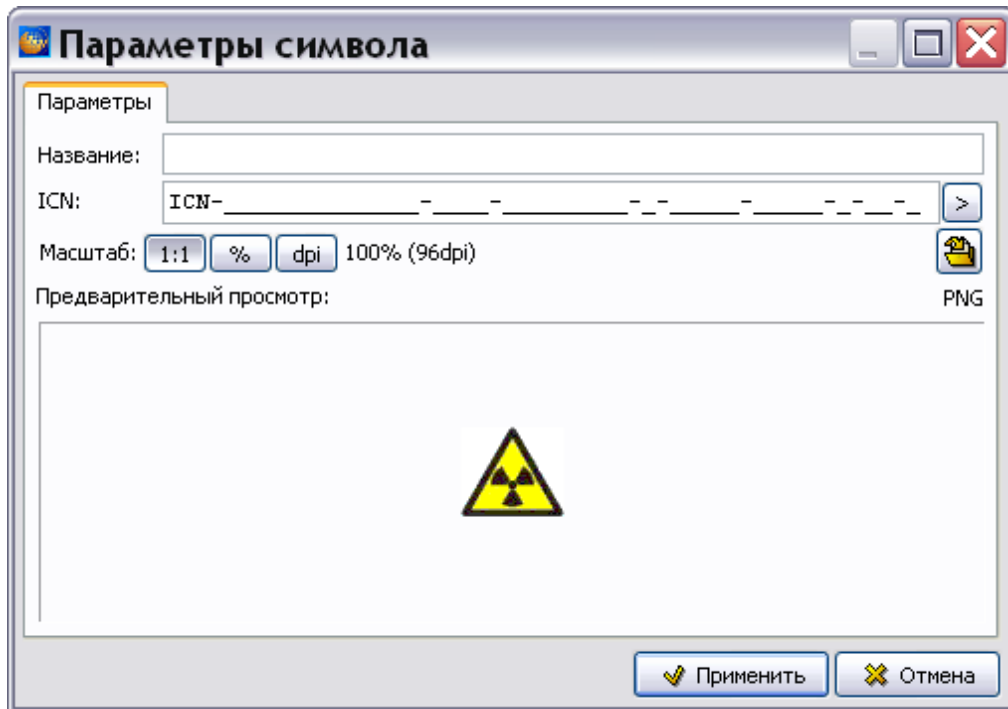 Параметры символа
Параметры
Название:
ICN: ICN-______________-____-_________-_-_____-_____-_-__-_ >
Масштаб: 1:1 % dpi 100% (96dpi)
Предварительный просмотр: PNG
Применить Отмена